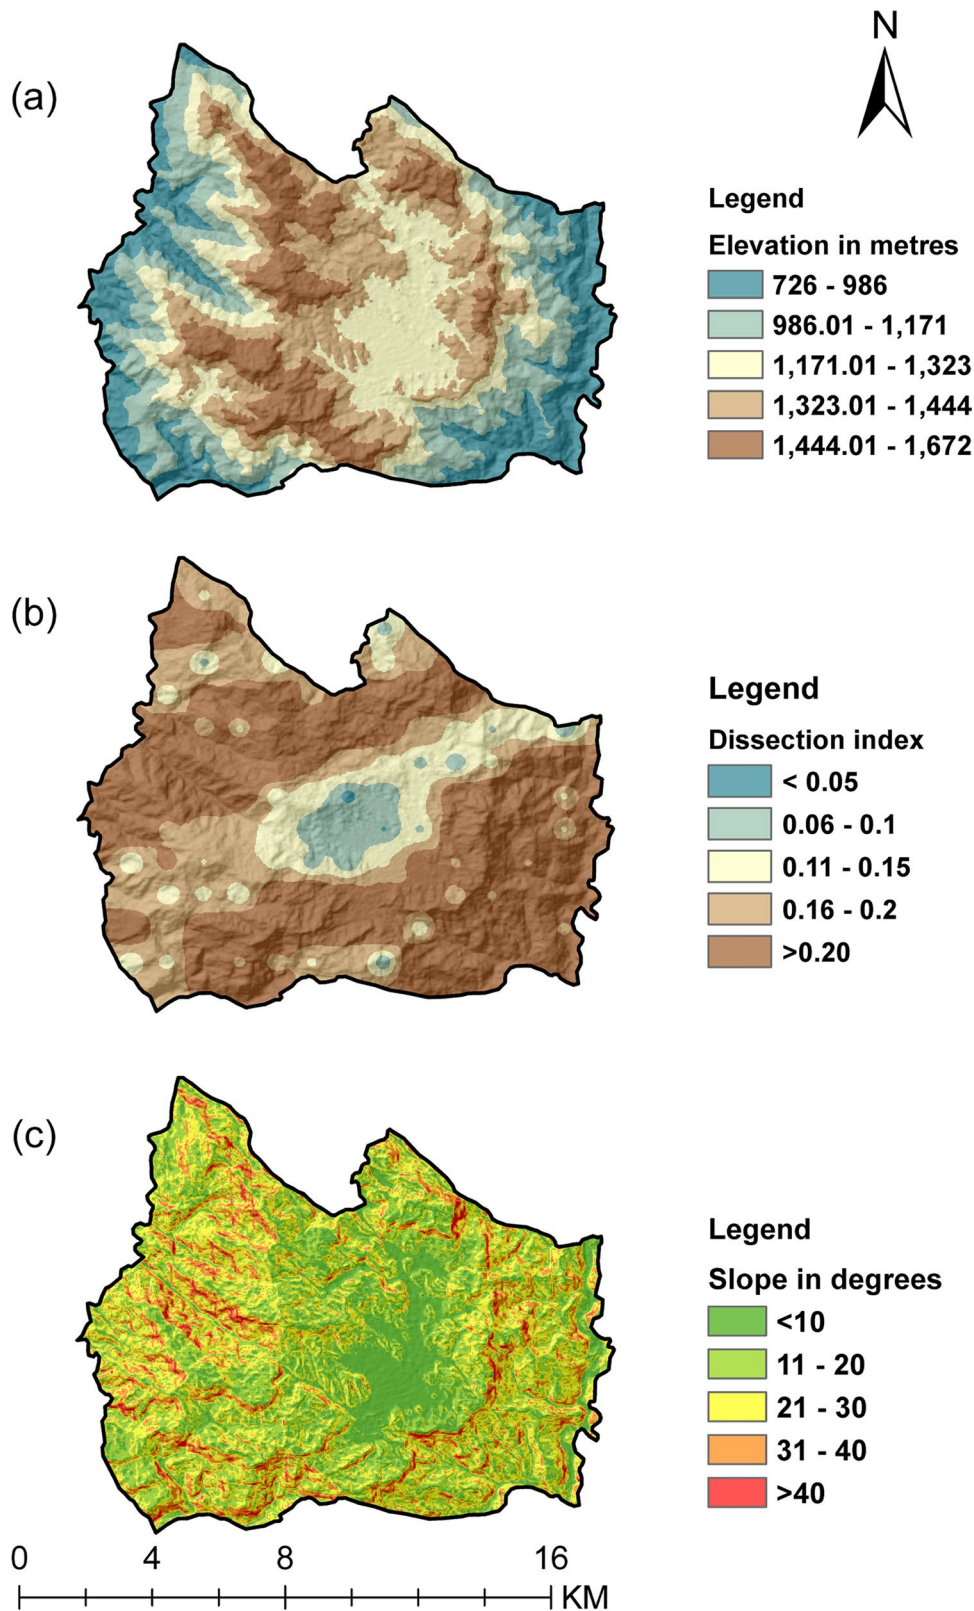 N
(a)
Legend
Elevation in metres
726 - 986
986.01 - 1,171
1,171.01 - 1,323
1,323.01 - 1,444
1,444.01 - 1,672
(b)
Legend
Dissection index
< 0.05
0.06 - 0.1
0.11 - 0.15
0.16 - 0.2
>0.20
(c)
Legend
Slope in degrees
<10
11 - 20
21 - 30
31 - 40
>40
0 4 8 16
KM